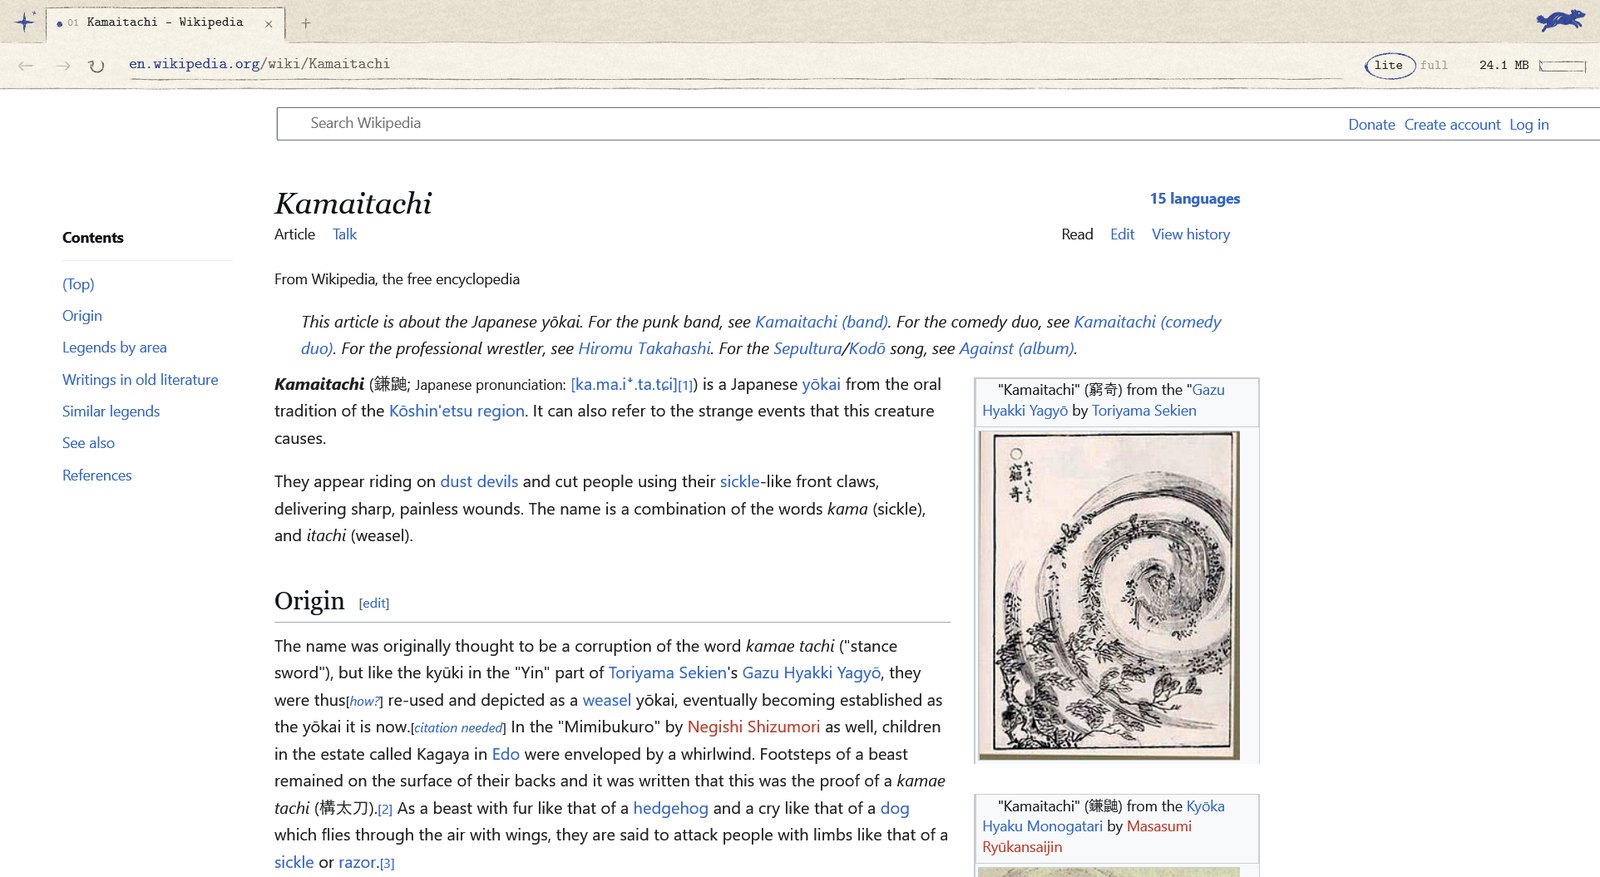 01 Kamaitachi - Wikipedia × +
en.wikipedia.org/wiki/Kamaitachi
lite full 24.1 MB
Search Wikipedia
Donate Create account Log in
Kamaitachi
15 languages
Article Talk
Read Edit View history
Contents
(Top)
Origin
Legends by area
Writings in old literature
Similar legends
See also
References
From Wikipedia, the free encyclopedia
This article is about the Japanese yōkai. For the punk band, see Kamaitachi (band). For the comedy duo, see Kamaitachi (comedy
duo). For the professional wrestler, see Hiromu Takahashi. For the Sepultura/Kodō song, see Against (album).
Kamaitachi (鎌鼬; Japanese pronunciation: [ka.ma.iꜜ.ta.tɕi][1]) is a Japanese yōkai from the oral
tradition of the Kōshin'etsu region. It can also refer to the strange events that this creature
causes.
They appear riding on dust devils and cut people using their sickle-like front claws,
delivering sharp, painless wounds. The name is a combination of the words kama (sickle),
and itachi (weasel).
Origin [edit]
The name was originally thought to be a corruption of the word kamae tachi ("stance
sword"), but like the kyūki in the "Yin" part of Toriyama Sekien's Gazu Hyakki Yagyō, they
were thus[how?] re-used and depicted as a weasel yōkai, eventually becoming established as
the yōkai it is now.[citation needed] In the "Mimibukuro" by Negishi Shizumori as well, children
in the estate called Kagaya in Edo were enveloped by a whirlwind. Footsteps of a beast
remained on the surface of their backs and it was written that this was the proof of a kamae
tachi (構太刀).[2] As a beast with fur like that of a hedgehog and a cry like that of a dog
which flies through the air with wings, they are said to attack people with limbs like that of a
sickle or razor.[3]
"Kamaitachi" (窮奇) from the "Gazu
Hyakki Yagyō by Toriyama Sekien
窮奇
かまいたち
"Kamaitachi" (鎌鼬) from the Kyōka
Hyaku Monogatari by Masasumi
Ryūkansaijin